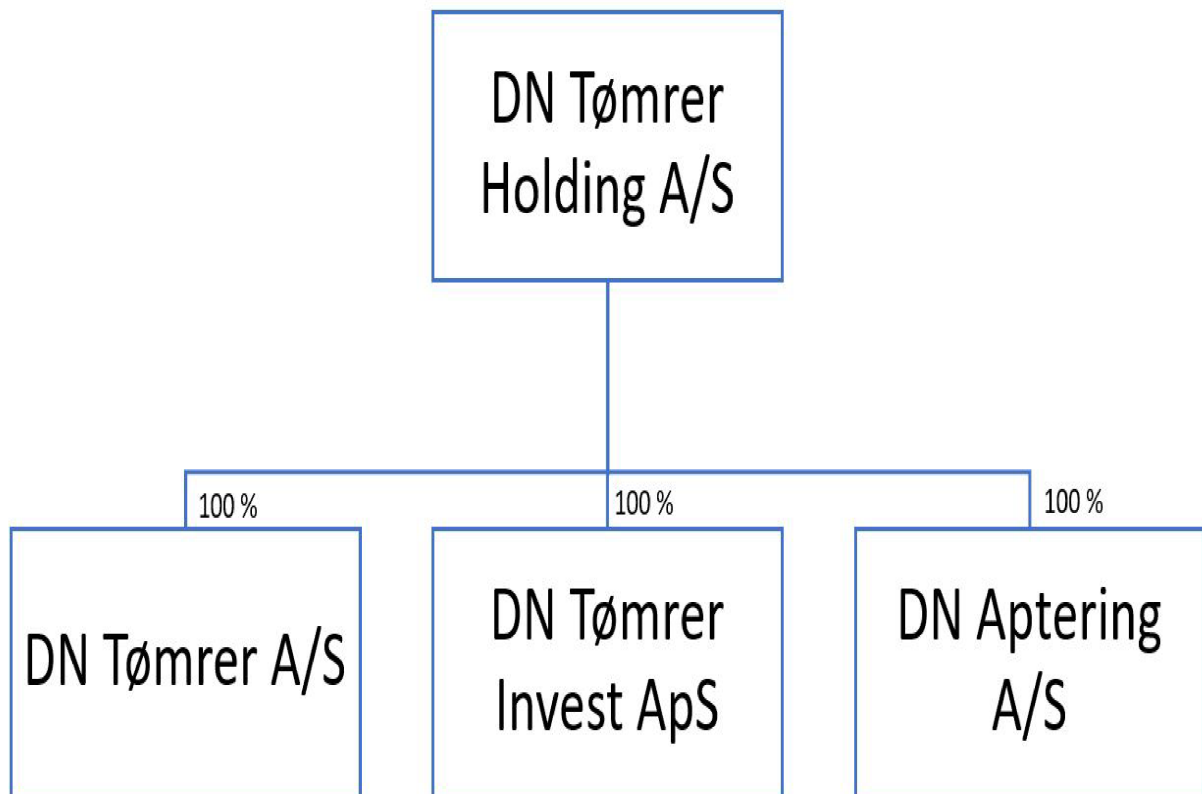 DN Tømrer
Holding A/S
100 %
100 %
100 %
DN Tømrer A/S
DN Tømrer
Invest ApS
DN Aptering
A/S